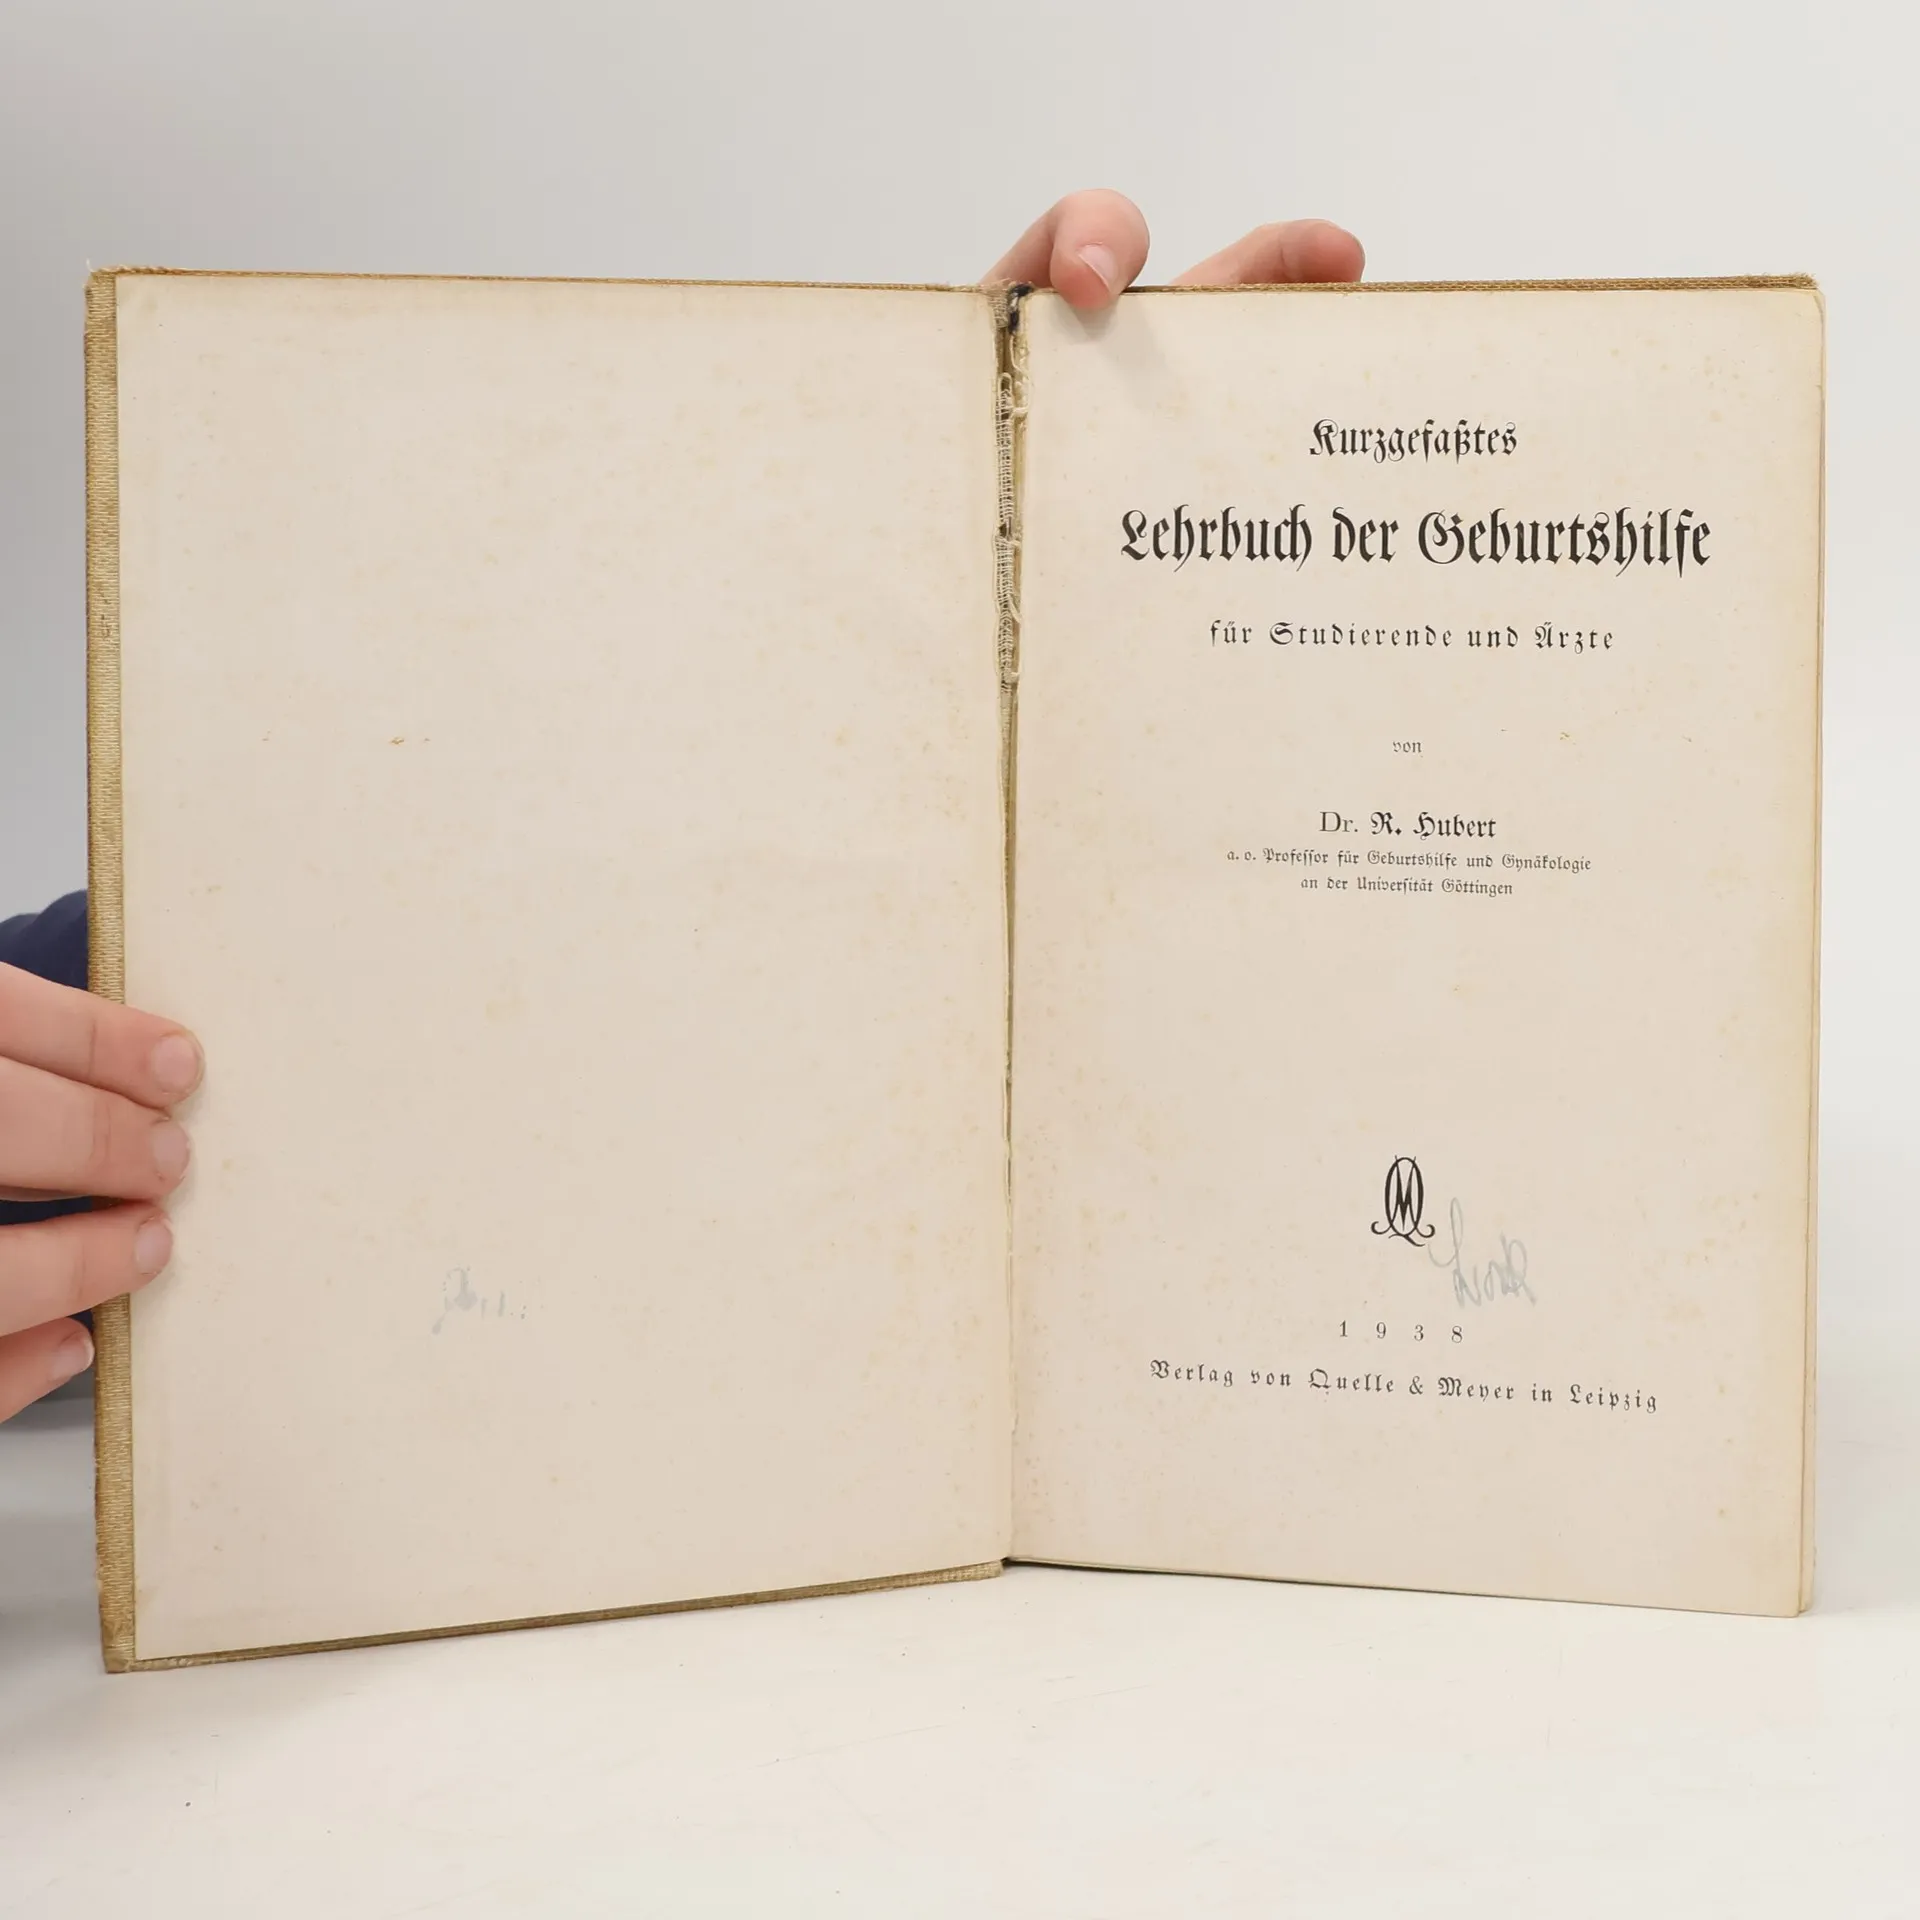 Kurzgefaßtes
Lehrbuch der Geburtshilfe
für Studierende und Ärzte
von
Dr. R. Hubert
a. o. Professor für Geburtshilfe und Gynäkologie
an der Universität Göttingen
QM
1938
Verlag von Quelle & Meyer in Leipzig